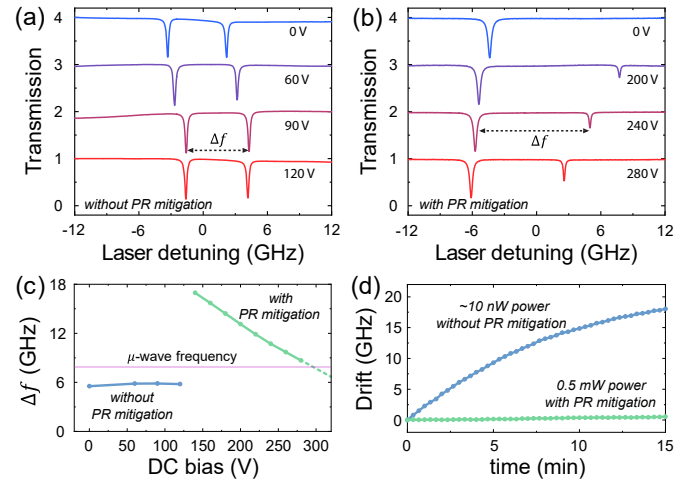 (a)
4
3
2
1
0
Transmission
0 V
60 V
90 V
Δf
120 V
without PR mitigation
-12 -6 0 6 12
Laser detuning (GHz)
(b)
4
3
2
1
0
Transmission
0 V
200 V
240 V
Δf
280 V
with PR mitigation
-12 -6 0 6 12
Laser detuning (GHz)
(c)
18
15
12
9
6
3
0
Δf (GHz)
with
PR mitigation
μ-wave frequency
without
PR mitigation
0 50 100 150 200 250 300
DC bias (V)
(d)
20
15
10
5
0
Drift (GHz)
~10 nW power
without PR mitigation
0.5 mW power
with PR mitigation
0 5 10 15
time (min)